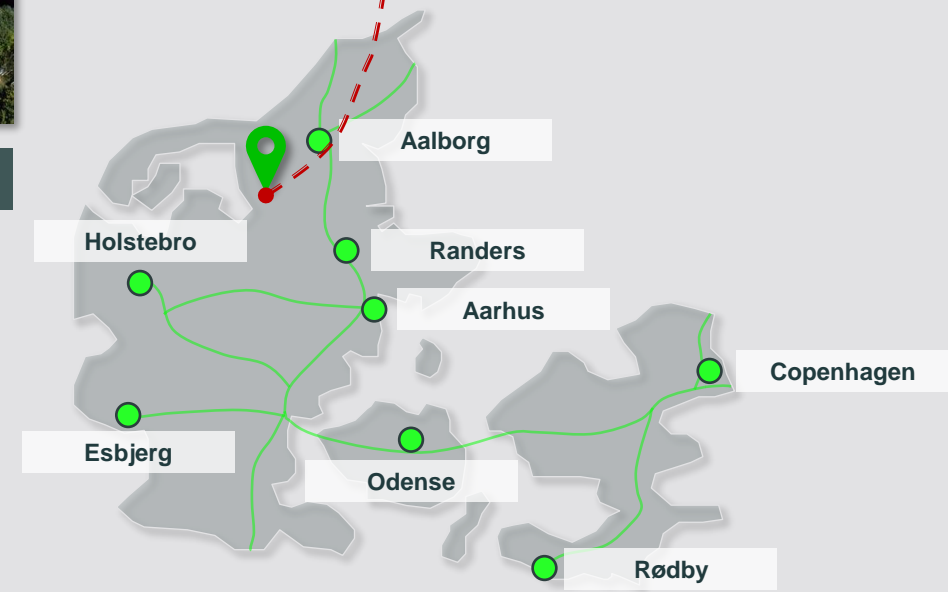 Aalborg
Holstebro
Randers
Aarhus
Copenhagen
Esbjerg
Odense
Rødby